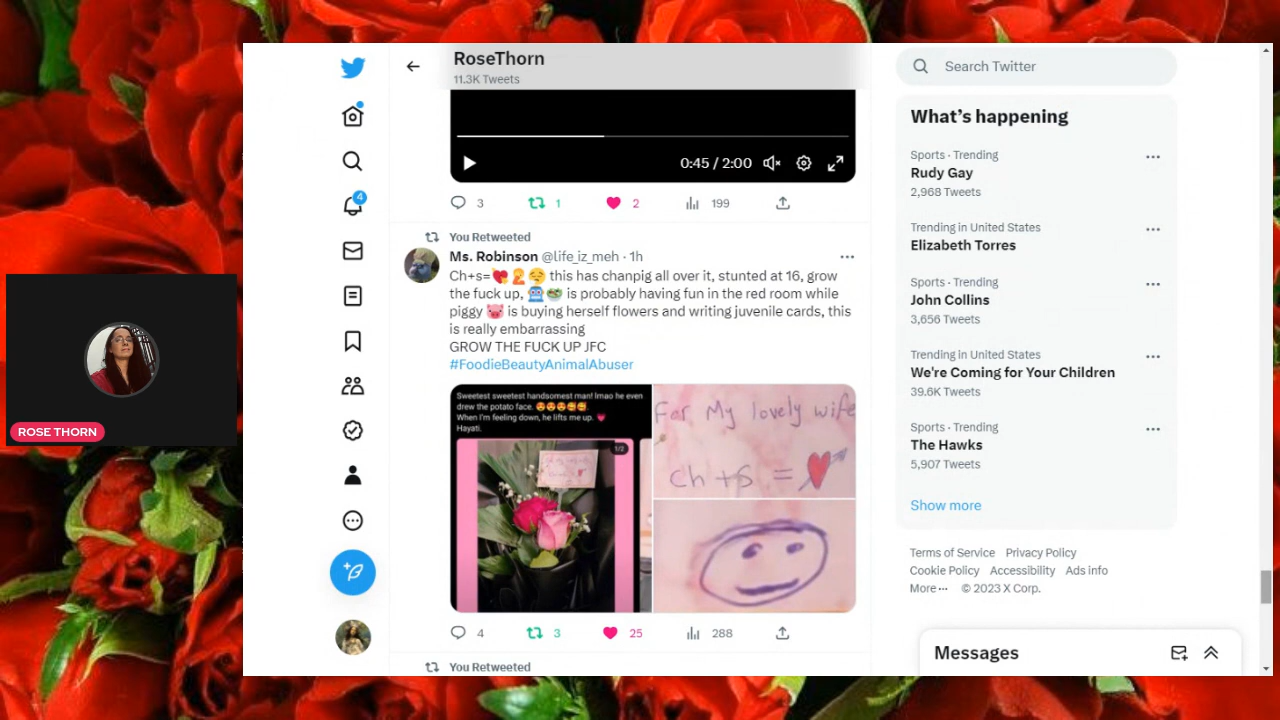 RoseThorn
11.3K Tweets
0:45 / 2:00
3
1
2
199
You Retweeted
Ms. Robinson @life_iz_meh · 1h
Ch+s=💘🤦😔 this has chanpig all over it, stunted at 16, grow
the fuck up, 🥗 is probably having fun in the red room while
piggy 🐷 is buying herself flowers and writing juvenile cards, this
is really embarrassing
GROW THE FUCK UP JFC
#FoodieBeautyAnimalAbuser
Sweetest sweetest handsomest man! lmao he even
drew the potato face. 😍😍😍🥰🥰
When I'm feeling down, he lifts me up. 💗
Hayati.
1/2
For My lovely wife
ch +s =
4
3
25
288
You Retweeted
Search Twitter
What's happening
Sports · Trending
Rudy Gay
2,968 Tweets
Trending in United States
Elizabeth Torres
Sports · Trending
John Collins
3,656 Tweets
Trending in United States
We're Coming for Your Children
39.6K Tweets
Sports · Trending
The Hawks
5,907 Tweets
Show more
Terms of Service Privacy Policy
Cookie Policy Accessibility Ads info
More ··· © 2023 X Corp.
Messages
4
ROSE THORN